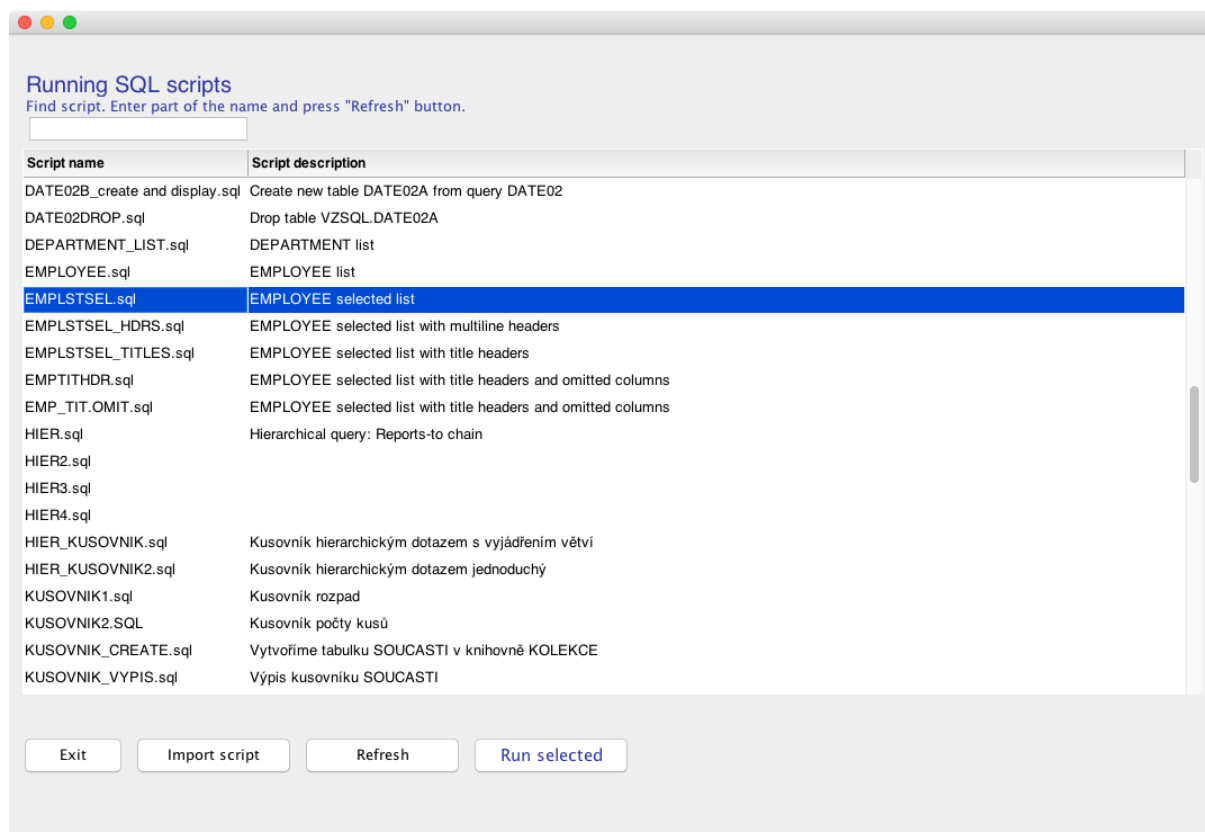 Running SQL scripts
Find script. Enter part of the name and press "Refresh" button.
Script name Script description
DATE02B_create and display.sql Create new table DATE02A from query DATE02
DATE02DROP.sql Drop table VZSQL.DATE02A
DEPARTMENT_LIST.sql DEPARTMENT list
EMPLOYEE.sql EMPLOYEE list
EMPLSTSEL.sql EMPLOYEE selected list
EMPLSTSEL_HDRS.sql EMPLOYEE selected list with multiline headers
EMPLSTSEL_TITLES.sql EMPLOYEE selected list with title headers
EMPTITHDR.sql EMPLOYEE selected list with title headers and omitted columns
EMP_TIT.OMIT.sql EMPLOYEE selected list with title headers and omitted columns
HIER.sql Hierarchical query: Reports-to chain
HIER2.sql
HIER3.sql
HIER4.sql
HIER_KUSOVNIK.sql Kusovník hierarchickým dotazem s vyjádřením větví
HIER_KUSOVNIK2.sql Kusovník hierarchickým dotazem jednoduchý
KUSOVNIK1.sql Kusovník rozpad
KUSOVNIK2.SQL Kusovník počty kusů
KUSOVNIK_CREATE.sql Vytvoříme tabulku SOUCASTI v knihovně KOLEKCE
KUSOVNIK_VYPIS.sql Výpis kusovníku SOUCASTI
Exit Import script Refresh Run selected